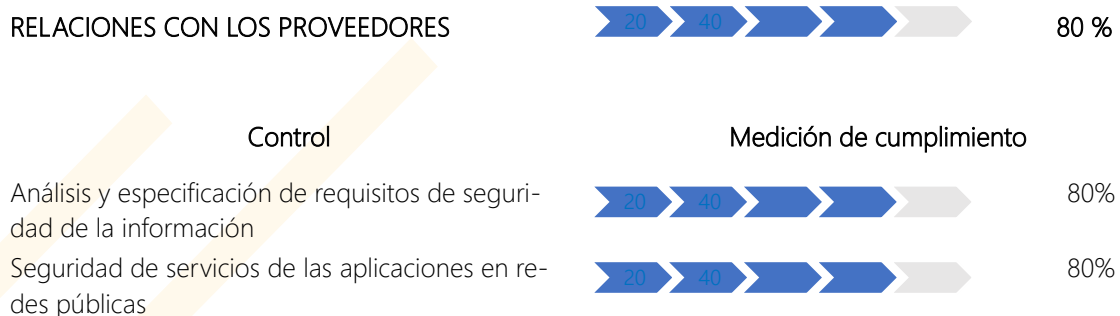 RELACIONES CON LOS PROVEEDORES 20 40 80 %
Control Medición de cumplimiento
Análisis y especificación de requisitos de seguri- 20 40 80%
dad de la información
Seguridad de servicios de las aplicaciones en re- 20 40 80%
des públicas